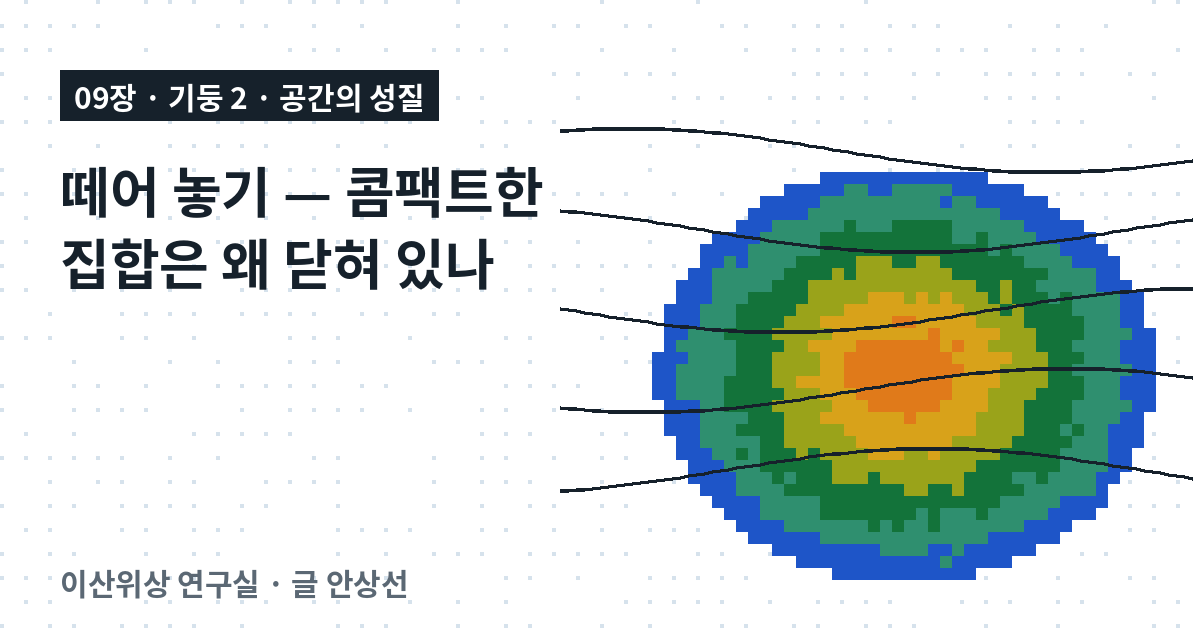 09장 · 기둥 2 · 공간의 성질
떼어 놓기 — 콤팩트한
집합은 왜 닫혀 있나
이산위상 연구실 · 글 안상선